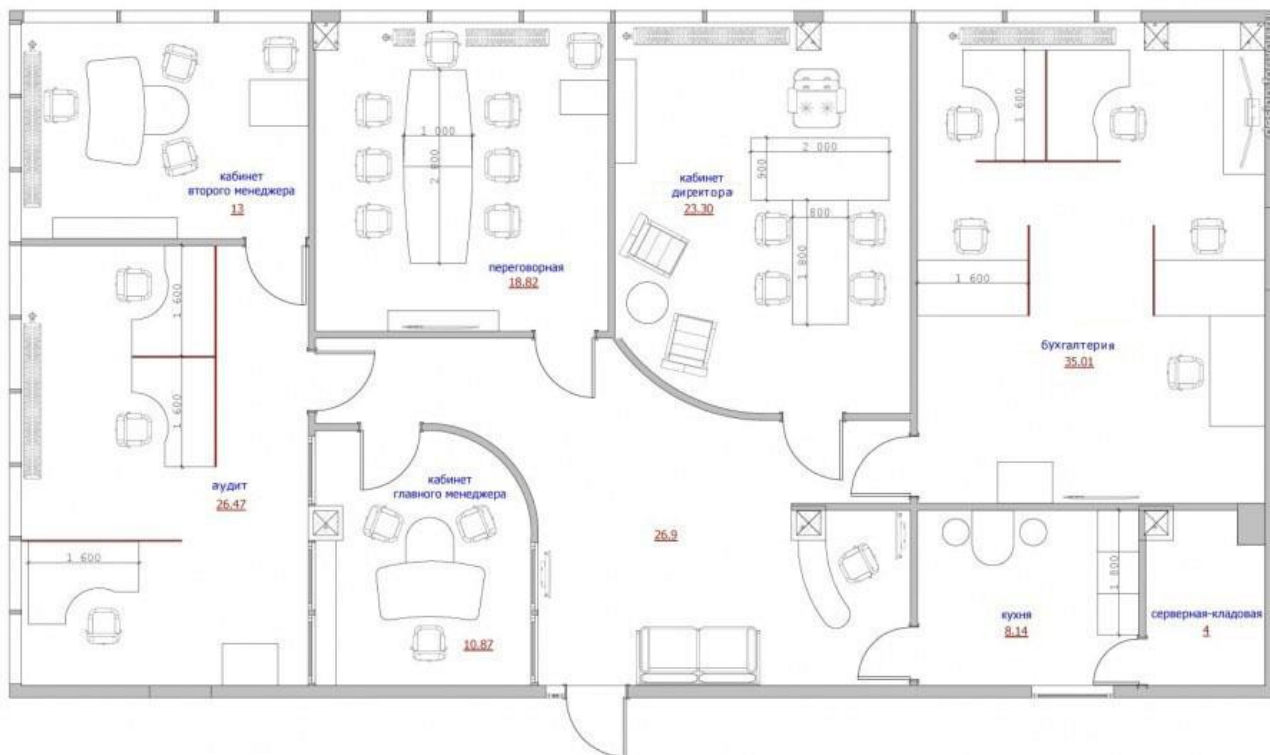 кабинет
второго менеджера
13
1 000
2 800
переговорная
18.82
2 000
900
800
1 800
кабинет
директора
23.30
1 600
1 600
бухгалтерия
35.01
1 600
1 600
аудит
26.47
1 600
кабинет
главного менеджера
10.87
26.9
кухня
8.14
1 800
серверная-кладовая
4